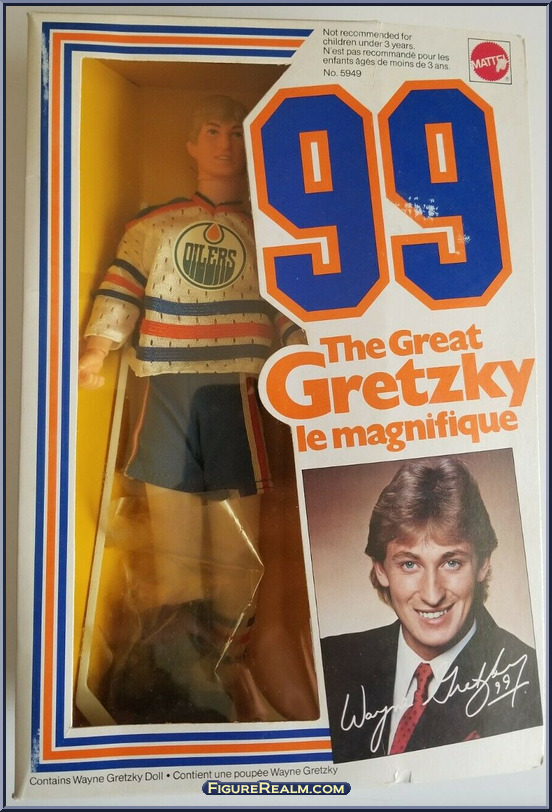 Not recommended for
children under 3 years.
N'est pas recommandé pour les
enfants âgés de moins de 3 ans.
No. 5949
MATTEL
99
The Great
Gretzky
le magnifique
OILERS
Wayne Gretzky
99
Contains Wayne Gretzky Doll • Contient une poupée Wayne Gretzky
FIGUREREALM.COM